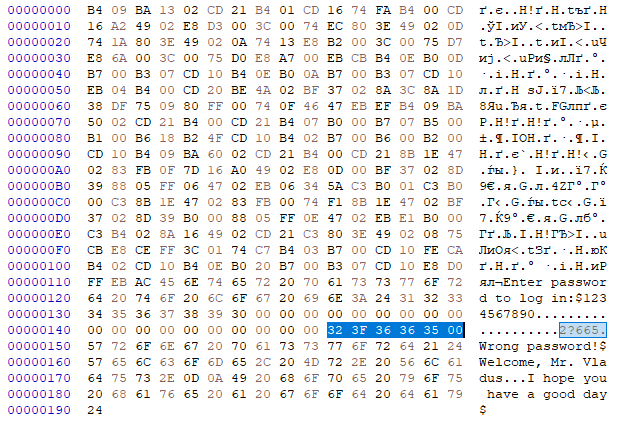 00000000 B4 09 BA 13 02 CD 21 B4 01 CD 16 74 FA B4 00 CD ґ.є..Н!ґ.Н.tъґ.Н
00000010 16 A2 49 02 E8 D3 00 3C 00 74 EC 80 3E 49 02 0D .ўI.иУ.<.tмЂ>I..
00000020 74 1A 80 3E 49 02 0A 74 13 E8 B2 00 3C 00 75 D7 t.Ђ>I..t.иІ.<.uЧ
00000030 E8 6A 00 3C 00 75 D0 E8 A7 00 EB CB B4 0E B0 0D иj.<.uРи§.лЛґ.°.
00000040 B7 00 B3 07 CD 10 B4 0E B0 0A B7 00 B3 07 CD 10 ·.і.Н.ґ.°.·.і.Н.
00000050 EB 04 B4 00 CD 20 BE 4A 02 BF 37 02 8A 3C 8A 1D л.ґ.Н ѕJ.ї7.Љ<Љ.
00000060 38 DF 75 09 80 FF 00 74 0F 46 47 EB EF B4 09 BA 8Яu.Ђя.t.FGлпґ.є
00000070 50 02 CD 21 B4 00 CD 21 B4 07 B0 00 B7 07 B5 00 P.Н!ґ.Н!ґ.°.·.µ.
00000080 B1 00 B6 18 B2 4F CD 10 B4 02 B7 00 B6 00 B2 00 ±.¶.ІOН.ґ.·.¶.І.
00000090 CD 10 B4 09 BA 60 02 CD 21 B4 00 CD 21 8B 1E 47 Н.ґ.є`.Н!ґ.Н!‹.G
000000A0 02 83 FB 0F 7D 16 A0 49 02 E8 0D 00 BF 37 02 8D .ѓы.}. I.и..ї7.Ќ
000000B0 39 88 05 FF 06 47 02 EB 06 34 5A C3 B0 01 C3 B0 9€.я.G.л.4ZГ°.Г°
000000C0 00 C3 8B 1E 47 02 83 FB 00 74 F1 8B 1E 47 02 BF .Г‹.G.ѓы.tс‹.G.ї
000000D0 37 02 8D 39 B0 00 88 05 FF 0E 47 02 EB E1 B0 00 7.Ќ9°.€.я.G.лб°.
000000E0 C3 B4 02 8A 16 49 02 CD 21 C3 80 3E 49 02 08 75 Гґ.Љ.I.Н!ГЂ>I..u
000000F0 CB E8 CE FF 3C 01 74 C7 B4 03 B7 00 CD 10 FE CA ЛиОя<.tЗґ.·.Н.юК
00000100 B4 02 CD 10 B4 0E B0 20 B7 00 B3 07 CD 10 E8 D0 ґ.Н.ґ.° ·.і.Н.иР
00000110 FF EB AC 45 6E 74 65 72 20 70 61 73 73 77 6F 72 ял¬Enter passwor
00000120 64 20 74 6F 20 6C 6F 67 20 69 6E 3A 24 31 32 33 d to log in:$123
00000130 34 35 36 37 38 39 30 00 00 00 00 00 00 00 00 00 4567890.........
00000140 00 00 00 00 00 00 00 00 00 00 32 3F 36 36 35 00 ..........2?665.
00000150 57 72 6F 6E 67 20 70 61 73 73 77 6F 72 64 21 24 Wrong password!$
00000160 57 65 6C 63 6F 6D 65 2C 20 4D 72 2E 20 56 6C 61 Welcome, Mr. Vla
00000170 64 75 73 2E 0D 0A 49 20 68 6F 70 65 20 79 6F 75 dus...I hope you
00000180 20 68 61 76 65 20 61 20 67 6F 6F 64 20 64 61 79  have a good day
00000190 24 $